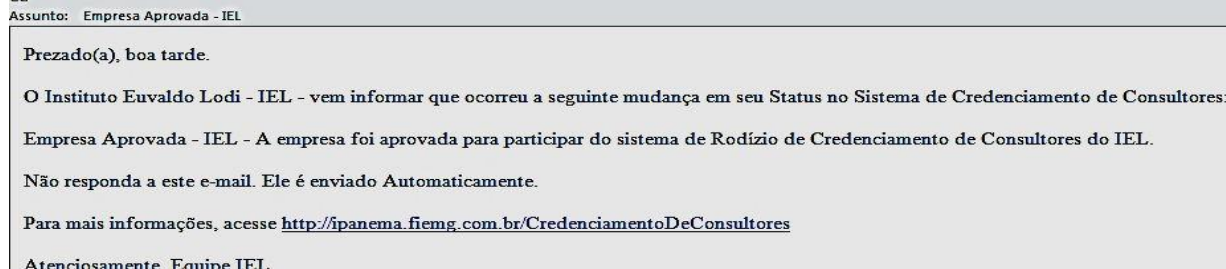 Assunto: Empresa Aprovada - IEL
Prezado(a), boa tarde.
O Instituto Euvaldo Lodi - IEL - vem informar que ocorreu a seguinte mudança em seu Status no Sistema de Credenciamento de Consultores:
Empresa Aprovada - IEL - A empresa foi aprovada para participar do sistema de Rodízio de Credenciamento de Consultores do IEL.
Não responda a este e-mail. Ele é enviado Automaticamente.
Para mais informações, acesse http://ipanema.fiemg.com.br/CredenciamentoDeConsultores
Atenciosamente, Equipe IEL